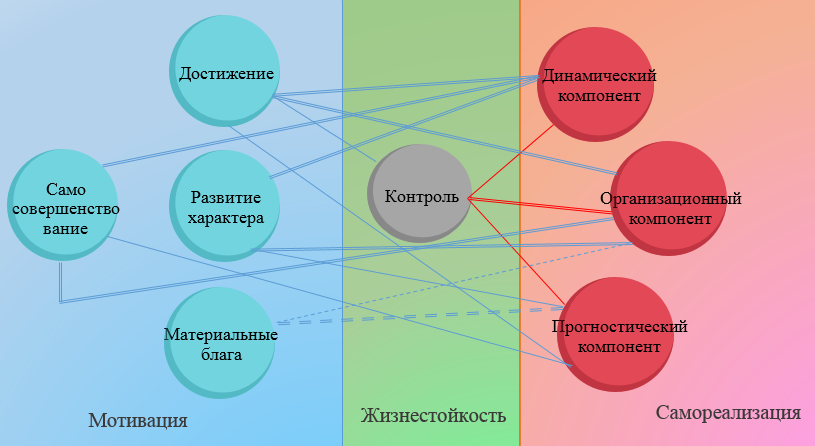 Достижение
Динамический
компонент
Само
совершенство
вание
Развитие
характера
Контроль
Организационный
компонент
Материальные
блага
Прогностический
компонент
Мотивация
Жизнестойкость
Самореализация